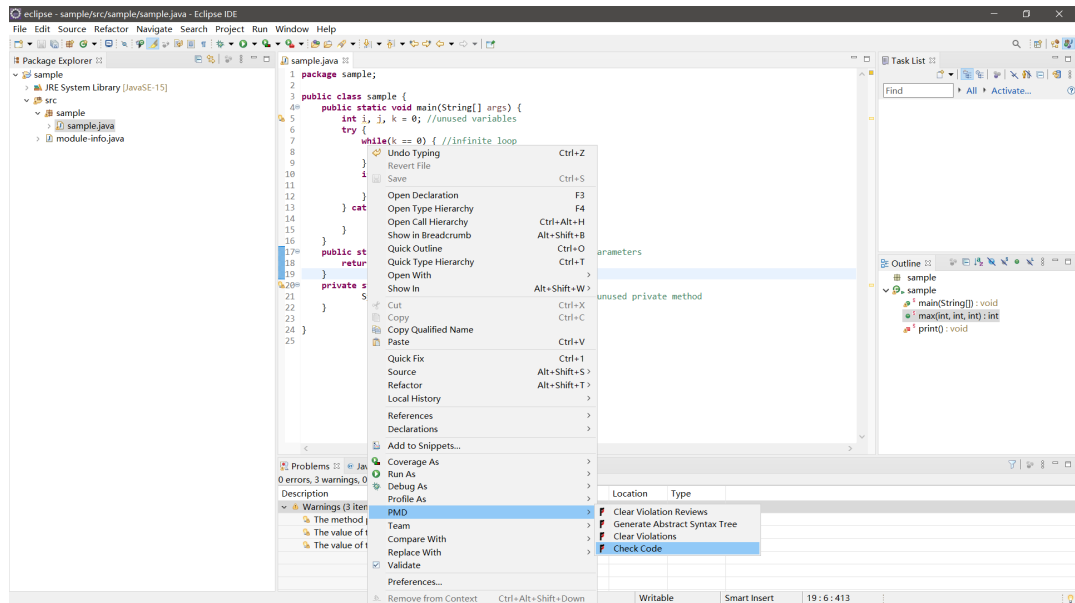 eclipse - sample/src/sample/sample.java - Eclipse IDE
File Edit Source Refactor Navigate Search Project Run Window Help
Package Explorer
sample
JRE System Library [JavaSE-15]
src
sample
sample.java
module-info.java
sample.java
1 package sample;
2
3 public class sample {
4 public static void main(String[] args) {
5 int i, j, k = 0; //unused variables
6 try {
7 while(k == 0) { //infinite loop
8
9 }
10 i
11
12 }
13 } cat
14
15 }
16 }
17 public st arameters
18 retur
19 }
20 private s
21 S unused private method
22 }
23
24 }
25
Undo Typing Ctrl+Z
Revert File
Save Ctrl+S
Open Declaration F3
Open Type Hierarchy F4
Open Call Hierarchy Ctrl+Alt+H
Show in Breadcrumb Alt+Shift+B
Quick Outline Ctrl+O
Quick Type Hierarchy Ctrl+T
Open With >
Show In Alt+Shift+W >
Cut Ctrl+X
Copy Ctrl+C
Copy Qualified Name
Paste Ctrl+V
Quick Fix Ctrl+1
Source Alt+Shift+S >
Refactor Alt+Shift+T >
Local History >
References >
Declarations >
Add to Snippets...
Coverage As >
Run As >
Debug As >
Profile As >
PMD >
Team >
Compare With >
Replace With >
Validate
Preferences...
Remove from Context Ctrl+Alt+Shift+Down
Clear Violation Reviews
Generate Abstract Syntax Tree
Clear Violations
Check Code
Task List
Find All Activate...
Outline
sample
sample
main(String[]) : void
max(int, int, int) : int
print() : void
Problems Jav
0 errors, 3 warnings, 0
Description Location Type
Warnings (3 iten
The method p
The value of t
The value of t
Writable Smart Insert 19 : 6 : 413